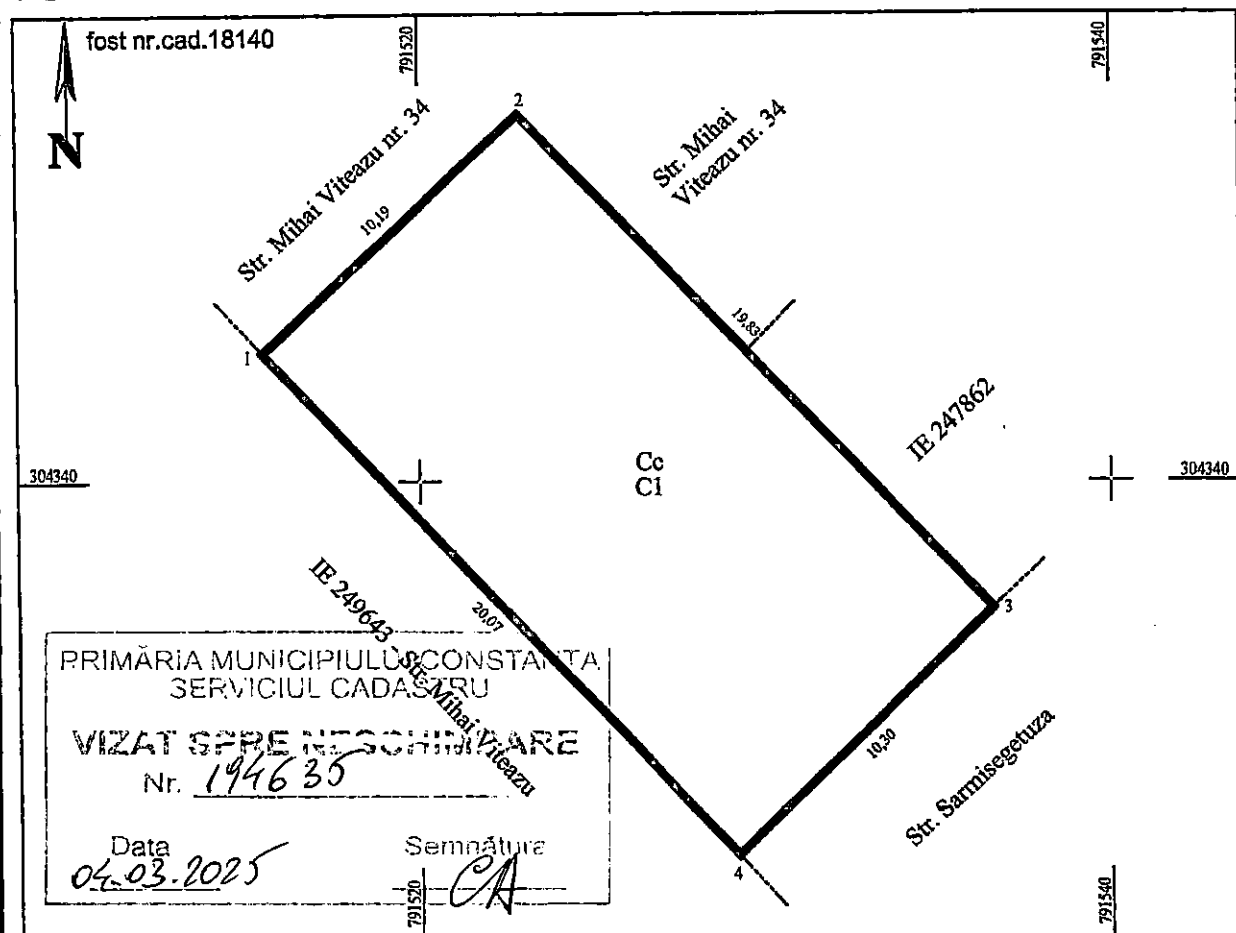 fost nr.cad.18140
791520
791540
N
2
Str. Mihai Viteazu nr. 34
Str. Mihai
Viteazu nr. 34
10,19
19,83
1
IE 247862
304340
Cc
C1
304340
IE 249643 - Str. Mihai Viteazu
20,07
3
PRIMĂRIA MUNICIPIULUI CONSTANȚA
SERVICIUL CADASTRU
VIZAT SPRE NESCHIMBARE
Nr. 194635
Data
04.03.2025
Semnătura
CA
10,30
Str. Sarmisegetuza
4
791520
791540